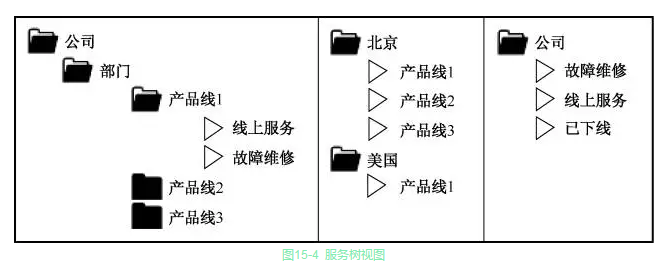 公司
部门
产品线1
线上服务
故障维修
产品线2
产品线3
北京
产品线1
产品线2
产品线3
美国
产品线1
公司
故障维修
线上服务
已下线
图15-4 服务树视图